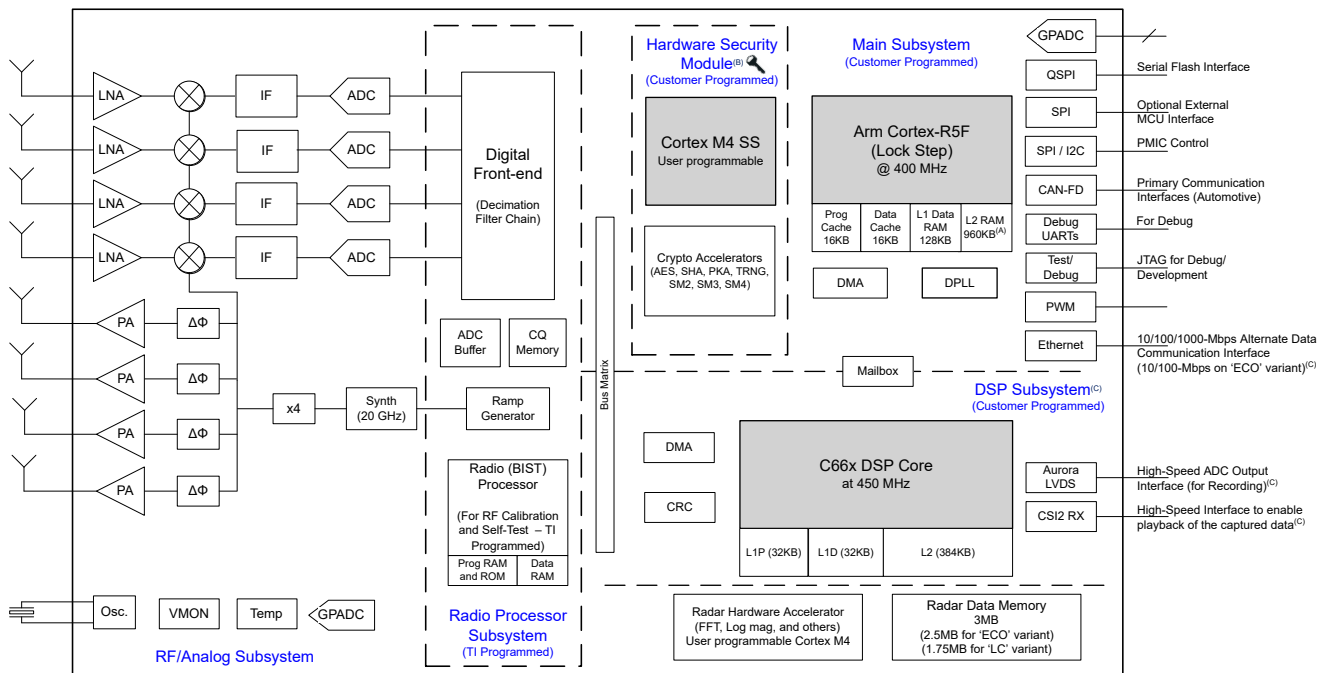 LNA
IF
ADC
LNA
IF
ADC
LNA
IF
ADC
LNA
IF
ADC
PA
ΔΦ
PA
ΔΦ
PA
ΔΦ
PA
ΔΦ
x4
Synth
(20 GHz)
Osc.
VMON
Temp
GPADC
RF/Analog Subsystem
Digital
Front-end
(Decimation
Filter Chain)
ADC
Buffer
CQ
Memory
Ramp
Generator
Radio (BIST)
Processor
(For RF Calibration
and Self-Test – TI
Programmed)
Prog RAM
and ROM
Data
RAM
Radio Processor
Subsystem
(TI Programmed)
Bus Matrix
Hardware Security
Module(B)
(Customer Programmed)
Cortex M4 SS
User programmable
Crypto Accelerators
(AES, SHA, PKA, TRNG,
SM2, SM3, SM4)
Main Subsystem
(Customer Programmed)
Arm Cortex-R5F
(Lock Step)
@ 400 MHz
Prog
Cache
16KB
Data
Cache
16KB
L1 Data
RAM
128KB
L2 RAM
960KB(A)
DMA
DPLL
Mailbox
GPADC
QSPI
Serial Flash Interface
SPI
Optional External
MCU Interface
SPI / I2C
PMIC Control
CAN-FD
Primary Communication
Interfaces (Automotive)
Debug
UARTs
For Debug
Test/
Debug
JTAG for Debug/
Development
PWM
Ethernet
10/100/1000-Mbps Alternate Data
Communication Interface
(10/100-Mbps on 'ECO' variant)(C)
DSP Subsystem(C)
(Customer Programmed)
DMA
CRC
C66x DSP Core
at 450 MHz
L1P (32KB)
L1D (32KB)
L2 (384KB)
Aurora
LVDS
High-Speed ADC Output
Interface (for Recording)(C)
CSI2 RX
High-Speed Interface to enable
playback of the captured data(C)
Radar Hardware Accelerator
(FFT, Log mag, and others)
User programmable Cortex M4
Radar Data Memory
3MB
(2.5MB for 'ECO' variant)
(1.75MB for 'LC' variant)